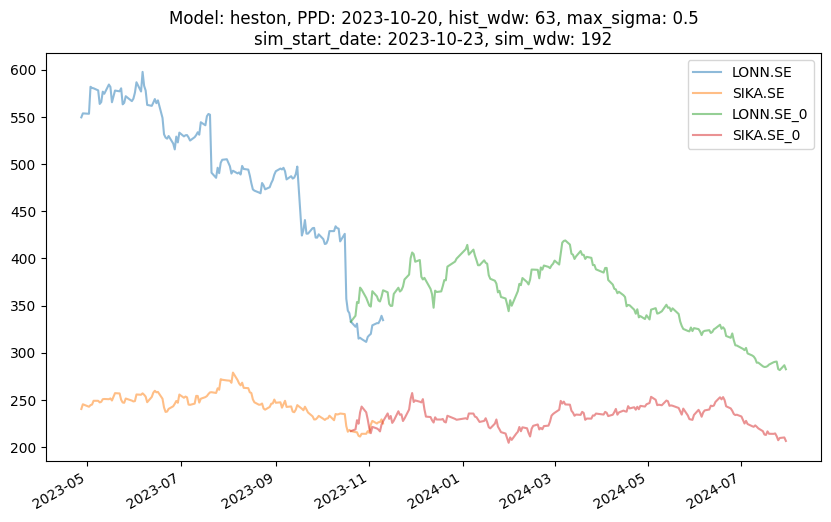 Model: heston, PPD: 2023-10-20, hist_wdw: 63, max_sigma: 0.5
sim_start_date: 2023-10-23, sim_wdw: 192
LONN.SE
SIKA.SE
LONN.SE_0
SIKA.SE_0
600
550
500
450
400
350
300
250
200
2023-05
2023-07
2023-09
2023-11
2024-01
2024-03
2024-05
2024-07